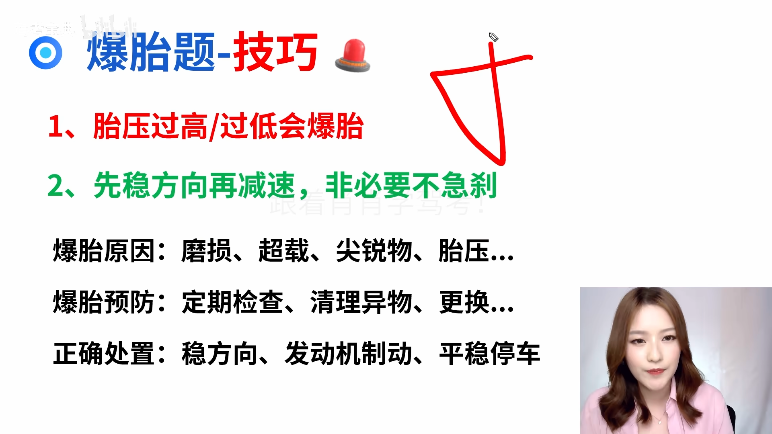 爆胎题-技巧
1、胎压过高/过低会爆胎
2、先稳方向再减速，非必要不急刹
爆胎原因：磨损、超载、尖锐物、胎压...
爆胎预防：定期检查、清理异物、更换...
正确处置：稳方向、发动机制动、平稳停车